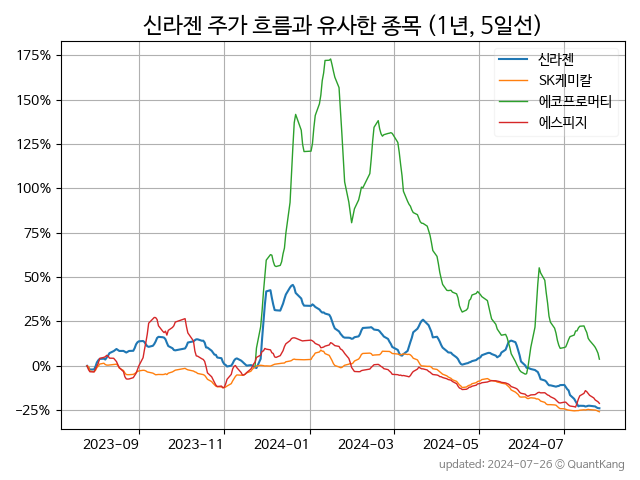 신라젠 주가 흐름과 유사한 종목 (1년, 5일선)
신라젠
SK케미칼
에코프로머티
에스피지
175%
150%
125%
100%
75%
50%
25%
0%
−25%
2023-09
2023-11
2024-01
2024-03
2024-05
2024-07
updated: 2024-07-26 © QuantKang